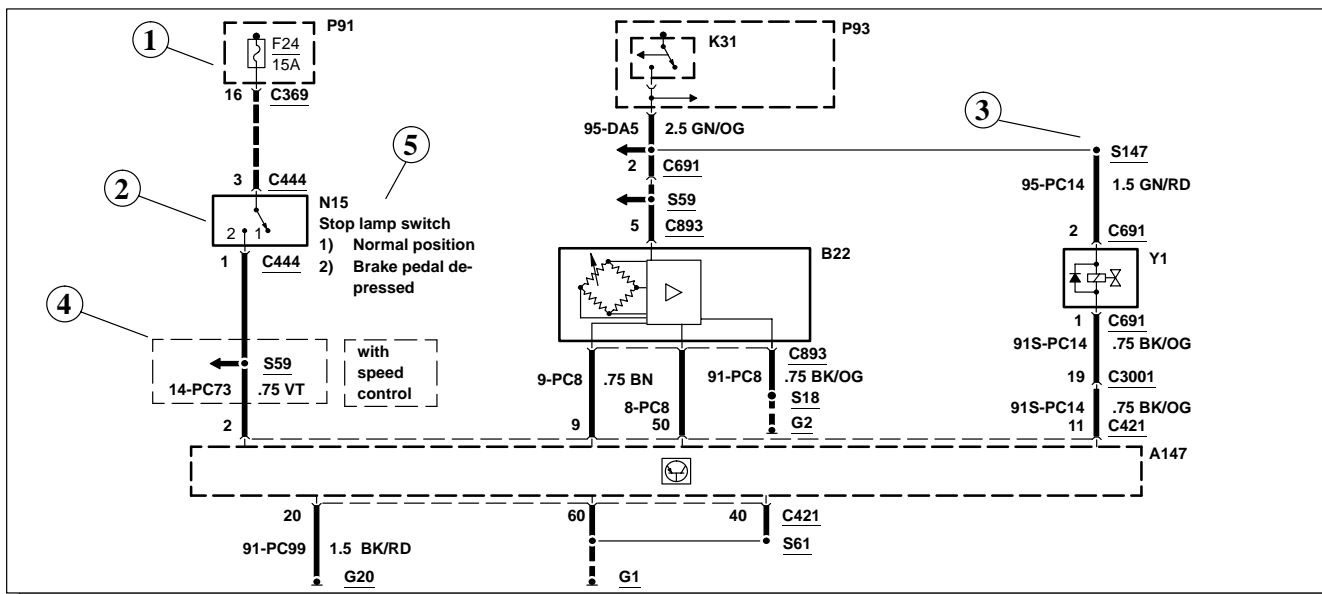 P91
P93
1
F24
15A
K31
16 C369
95-DA5 2.5 GN/OG
3
5
S147
2 C691
3 C444
95-PC14 1.5 GN/RD
2
N15
S59
Stop lamp switch
2 1
1) Normal position
5 C893
2 C691
1 C444
2) Brake pedal de-
pressed
B22
Y1
4
1 C691
S59
with
speed
control
C893
91S-PC14 .75 BK/OG
14-PC73 .75 VT
9-PC8 .75 BN
91-PC8 .75 BK/OG
19 C3001
8-PC8
S18
91S-PC14 .75 BK/OG
2
9
50
G2
11 C421
A147
20
60
40 C421
91-PC99 1.5 BK/RD
S61
G20
G1